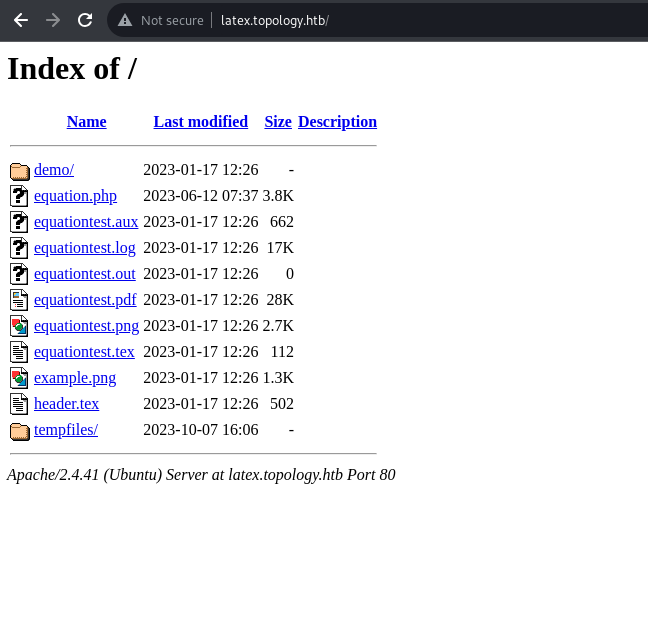 Not secure latex.topology.htb/
Index of /
Name Last modified Size Description
demo/ 2023-01-17 12:26 -
equation.php 2023-06-12 07:37 3.8K
equationtest.aux 2023-01-17 12:26 662
equationtest.log 2023-01-17 12:26 17K
equationtest.out 2023-01-17 12:26 0
equationtest.pdf 2023-01-17 12:26 28K
equationtest.png 2023-01-17 12:26 2.7K
equationtest.tex 2023-01-17 12:26 112
example.png 2023-01-17 12:26 1.3K
header.tex 2023-01-17 12:26 502
tempfiles/ 2023-10-07 16:06 -
Apache/2.4.41 (Ubuntu) Server at latex.topology.htb Port 80